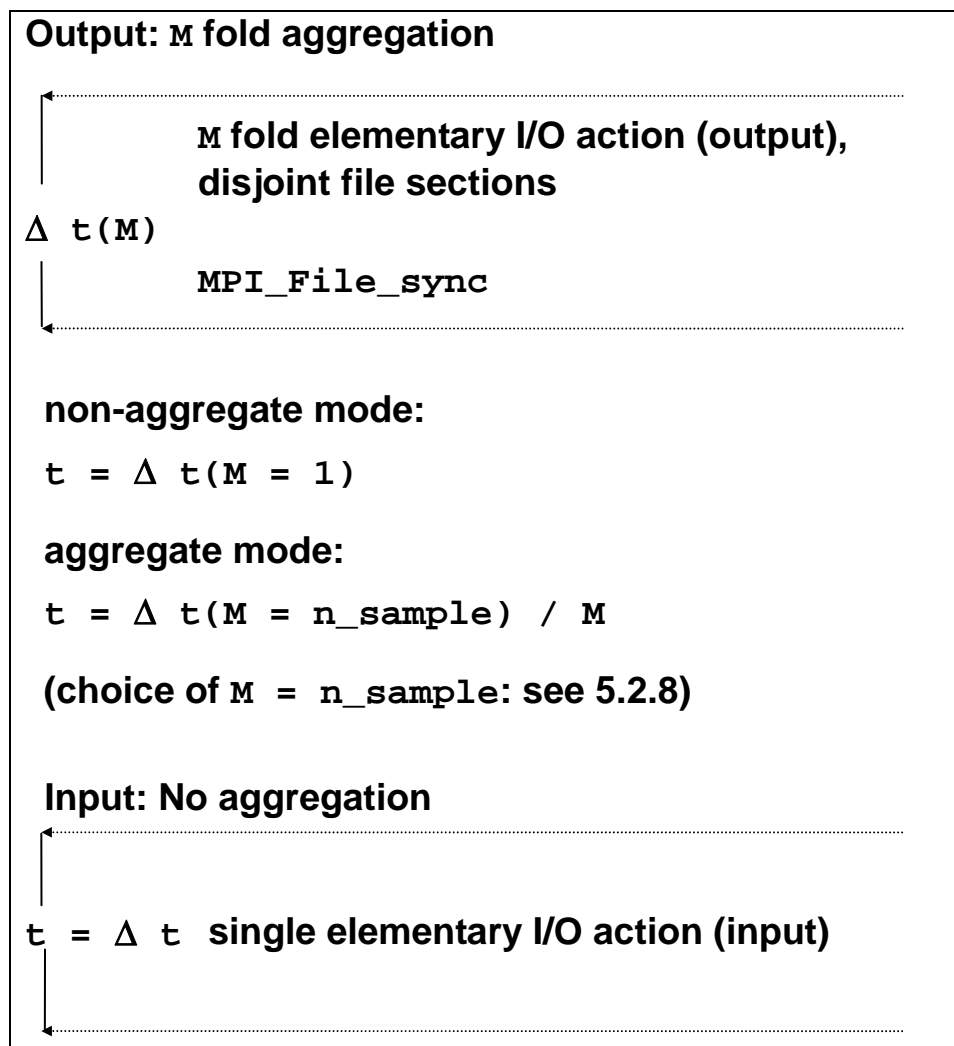 Output: M fold aggregation
M fold elementary I/O action (output),
disjoint file sections
Δ t(M)
MPI_File_sync
non-aggregate mode:
t = Δ t(M = 1)
aggregate mode:
t = Δ t(M = n_sample) / M
(choice of M = n_sample: see 5.2.8)
Input: No aggregation
t = Δ t single elementary I/O action (input)